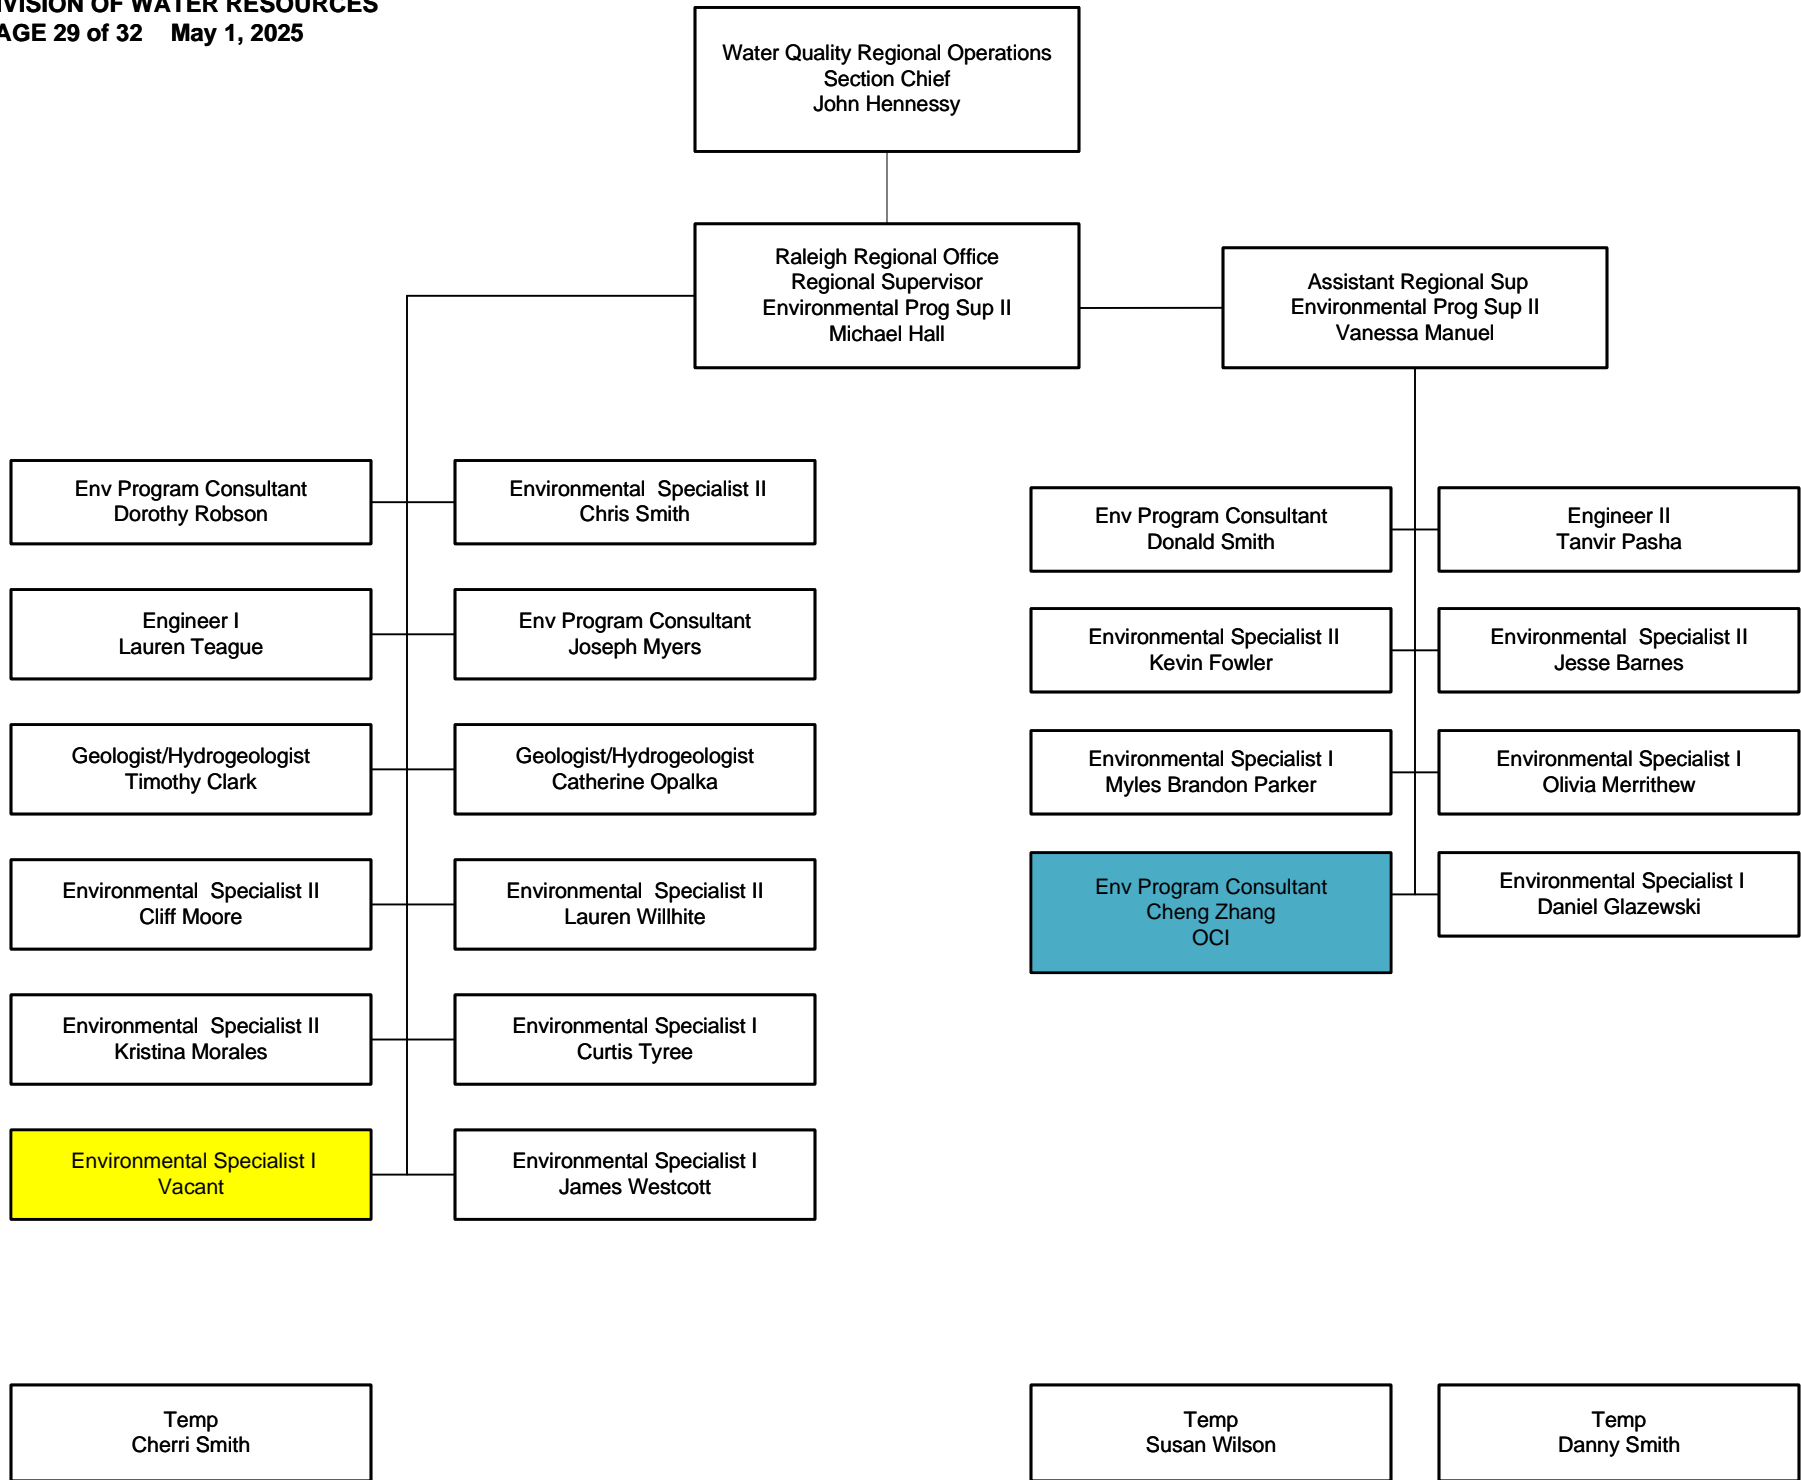 IVISION OF WATER RESOURCES
AGE 29 of 32 May 1, 2025
Water Quality Regional Operations
Section Chief
John Hennessy
Raleigh Regional Office
Regional Supervisor
Environmental Prog Sup II
Michael Hall
Assistant Regional Sup
Environmental Prog Sup II
Vanessa Manuel
Env Program Consultant
Dorothy Robson
Environmental Specialist II
Chris Smith
Engineer I
Lauren Teague
Env Program Consultant
Joseph Myers
Geologist/Hydrogeologist
Timothy Clark
Geologist/Hydrogeologist
Catherine Opalka
Environmental Specialist II
Cliff Moore
Environmental Specialist II
Lauren Willhite
Environmental Specialist II
Kristina Morales
Environmental Specialist I
Curtis Tyree
Environmental Specialist I
Vacant
Environmental Specialist I
James Westcott
Env Program Consultant
Donald Smith
Engineer II
Tanvir Pasha
Environmental Specialist II
Kevin Fowler
Environmental Specialist II
Jesse Barnes
Environmental Specialist I
Myles Brandon Parker
Environmental Specialist I
Olivia Merrithew
Env Program Consultant
Cheng Zhang
OCI
Environmental Specialist I
Daniel Glazewski
Temp
Cherri Smith
Temp
Susan Wilson
Temp
Danny Smith